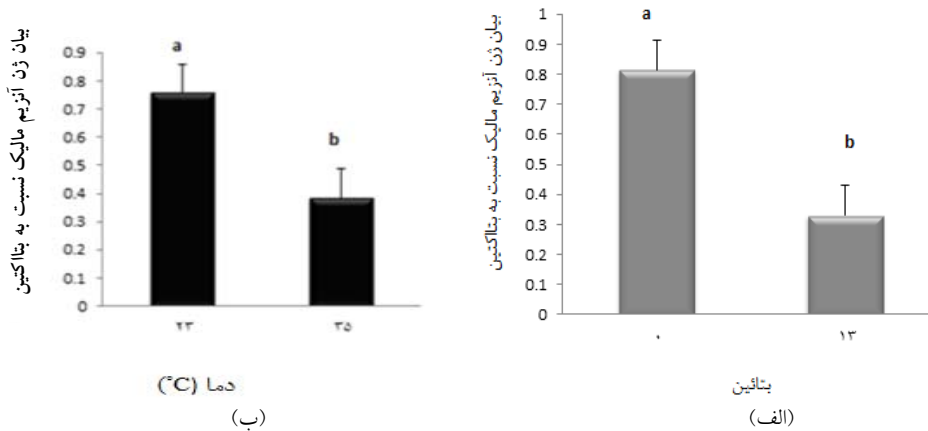 بیان ژن آنزیم مالیک نسبت به بتااکتین
1
0.9
0.8
0.7
0.6
0.5
0.4
0.3
0.2
0.1
0
a
b
۰
۱۳
بتائین
(الف)
بیان ژن آنزیم مالیک نسبت به بتااکتین
0.9
0.8
0.7
0.6
0.5
0.4
0.3
0.2
0.1
0
a
b
۲۳
۳۵
دما (°C)
(ب)